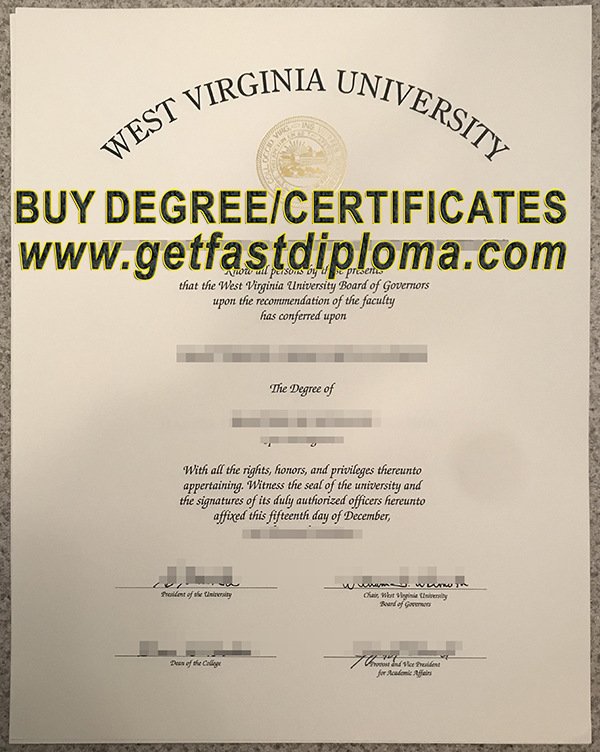 WEST VIRGINIA UNIVERSITY
BUY DEGREE/CERTIFICATES
www.getfastdiploma.com
Know all persons by these presents
that the West Virginia University Board of Governors
upon the recommendation of the faculty
has conferred upon
The Degree of
With all the rights, honors, and privileges thereunto
appertaining. Witness the seal of the university and
the signatures of its duly authorized officers hereunto
affixed this fifteenth day of December,
President of the University
Chair, West Virginia University
Board of Governors
Dean of the College
Provost and Vice President
for Academic Affairs